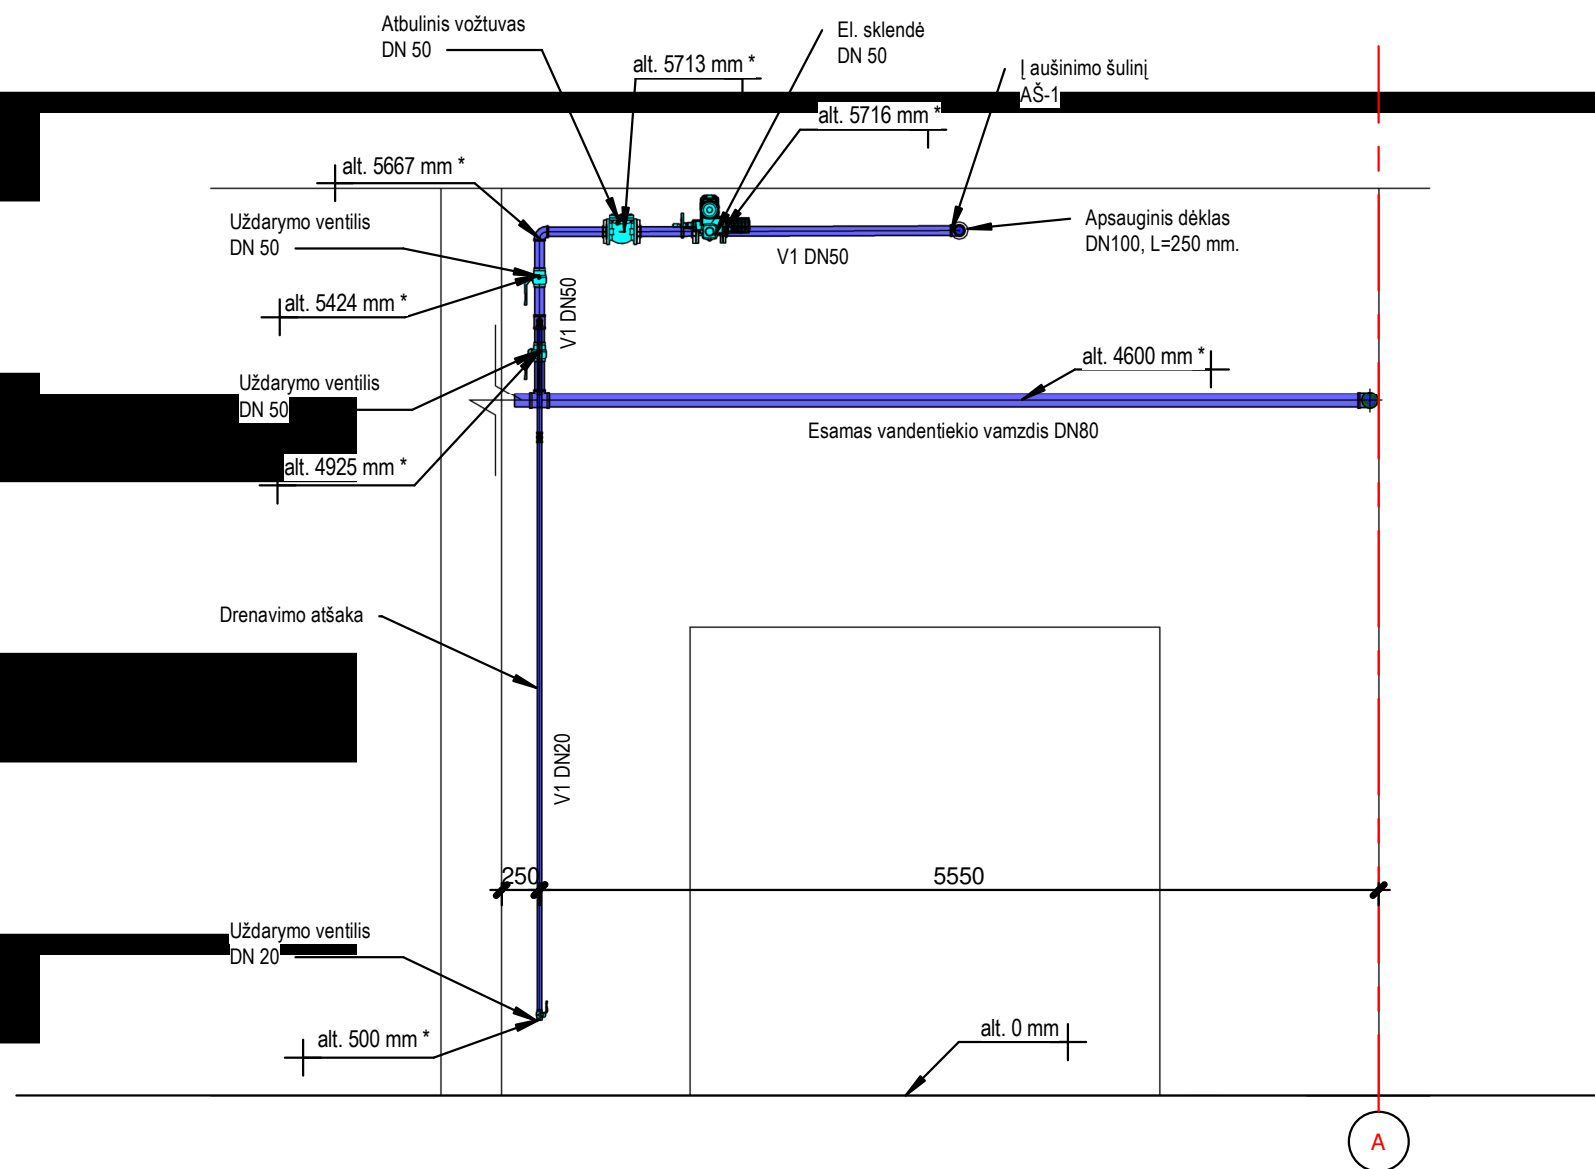 Atbulinis vožtuvas
DN 50
El. sklendė
DN 50
alt. 5713 mm *
Į aušinimo šulinį
AŠ-1
alt. 5716 mm *
alt. 5667 mm *
Uždarymo ventilis
DN 50
Apsauginis dėklas
DN100, L=250 mm.
V1 DN50
alt. 5424 mm *
V1 DN50
alt. 4600 mm *
Uždarymo ventilis
DN 50
Esamas vandentiekio vamzdis DN80
alt. 4925 mm *
Drenavimo atšaka
V1 DN20
250
5550
Uždarymo ventilis
DN 20
alt. 500 mm *
alt. 0 mm
A